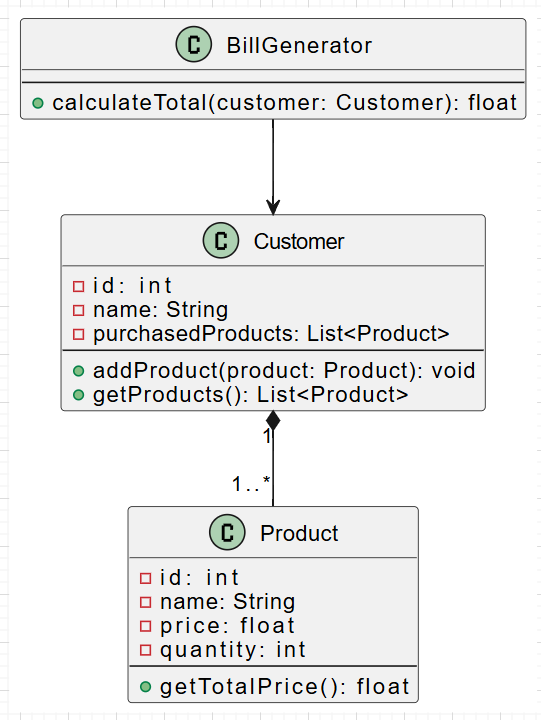 C BillGenerator
calculateTotal(customer: Customer): float
C Customer
id: int
name: String
purchasedProducts: List<Product>
addProduct(product: Product): void
getProducts(): List<Product>
1
1..*
C Product
id: int
name: String
price: float
quantity: int
getTotalPrice(): float